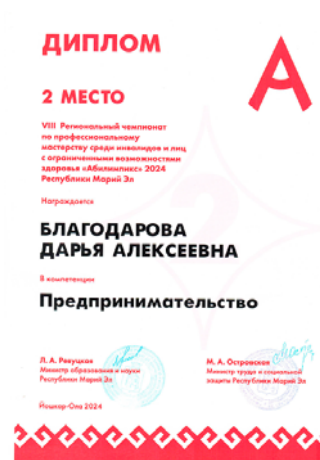 ДИПЛОМ
2 МЕСТО
VIII Региональный чемпионат
по профессиональному
мастерству среди инвалидов и лиц
с ограниченными возможностями
здоровья «Абилимпикс» 2024
Республики Марий Эл
Награждается
БЛАГОДАРОВА
ДАРЬЯ АЛЕКСЕЕВНА
В компетенции
Предпринимательство
Л. А. Ревуцкая
Министр образования и науки
Республики Марий Эл
М. А. Островская
Министр труда и социальной
защиты Республики Марий Эл
Йошкар-Ола 2024